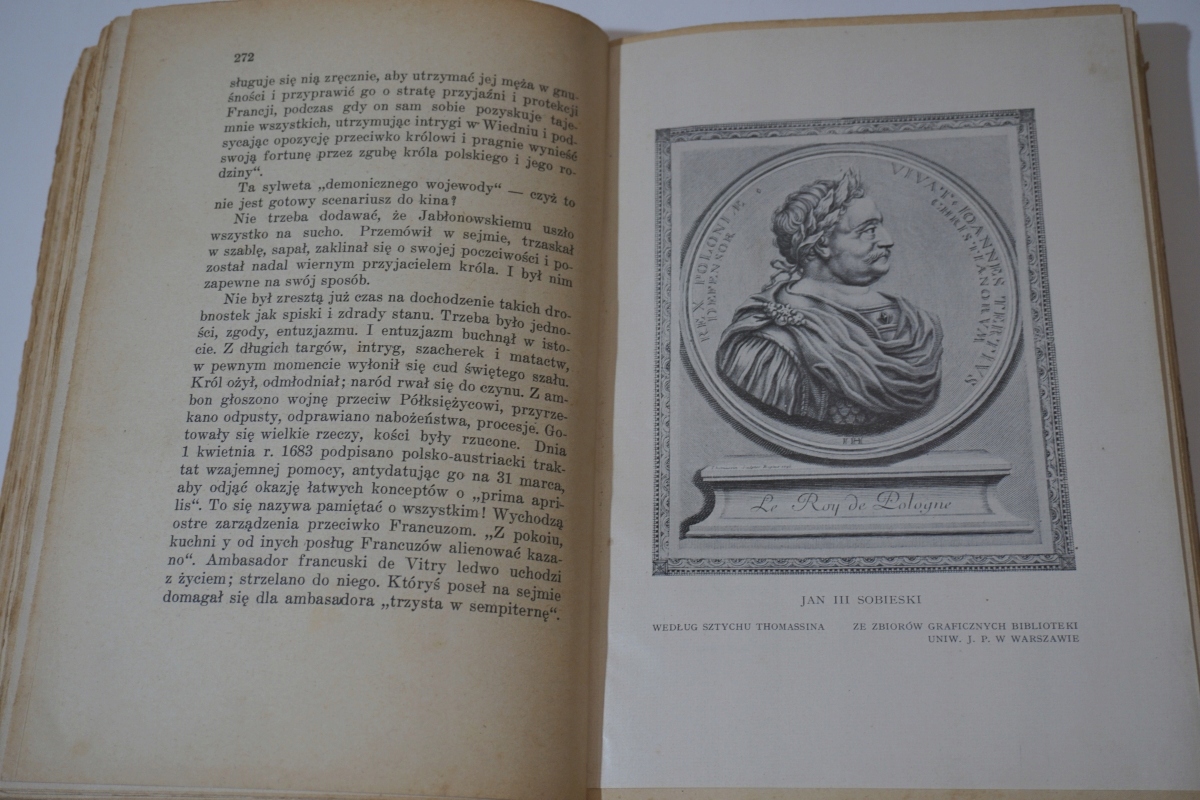 272
sługuje się nią zręcznie, aby utrzymać jej męża w gnu-
śności i przyprawić go o stratę przyjaźni i protekcji
Francji, podczas gdy on sam sobie pozyskuje taje-
mnie wszystkich, utrzymując intrygi w Wiedniu i pod-
sycając opozycję przeciwko królowi i pragnie wynieść
swoją fortunę przez zgubę króla polskiego i jego ro-
dziny“.
Ta sylweta „demonicznego wojewody“ — czyż to
nie jest gotowy scenariusz do kina?
Nie trzeba dodawać, że Jabłonowskiemu uszło
wszystko na sucho. Przemówił w sejmie, trzaskał
w szablę, sapał, zaklinał się o swojej poczciwości i po-
został nadal wiernym przyjacielem króla. I był nim
zapewne na swój sposób.
Nie był zresztą już czas na dochodzenie takich dro-
bnostek jak spiski i zdrady stanu. Trzeba było jedno-
ści, zgody, entuzjazmu. I entuzjazm buchnął w isto-
cie. Z długich targów, intryg, szacherek i matactw,
w pewnym momencie wyłonił się cud świętego szału.
Król ożył, odmłodniał; naród rwał się do czynu. Z am-
bon głoszono wojnę przeciw Półksiężycowi, przyrze-
kano odpusty, odprawiano nabożeństwa, procesje. Go-
towały się wielkie rzeczy, kości były rzucone. Dnia
1 kwietnia r. 1683 podpisano polsko-austriacki trak-
tat wzajemnej pomocy, antydatując go na 31 marca,
aby odjąć okazję łatwych konceptów o „prima apri-
lis“. To się nazywa pamiętać o wszystkim! Wychodzą
ostre zarządzenia przeciwko Francuzom. „Z pokoiu,
kuchni y od inych posług Francuzów alienować kaza-
no“. Ambasador francuski de Vitry ledwo uchodzi
z życiem; strzelano do niego. Któryś poseł na sejmie
domagał się dla ambasadora „trzysta w sempiternę“.
VIVAT IOANNES TERTIVS
CHRISTIANORVM
REX POLONIÆ
DEFENSOR
Le Roy de Pologne
JAN III SOBIESKI
WEDŁUG SZTYCHU THOMASSINA ZE ZBIORÓW GRAFICZNYCH BIBLIOTEKI
UNIW. J. P. W WARSZAWIE